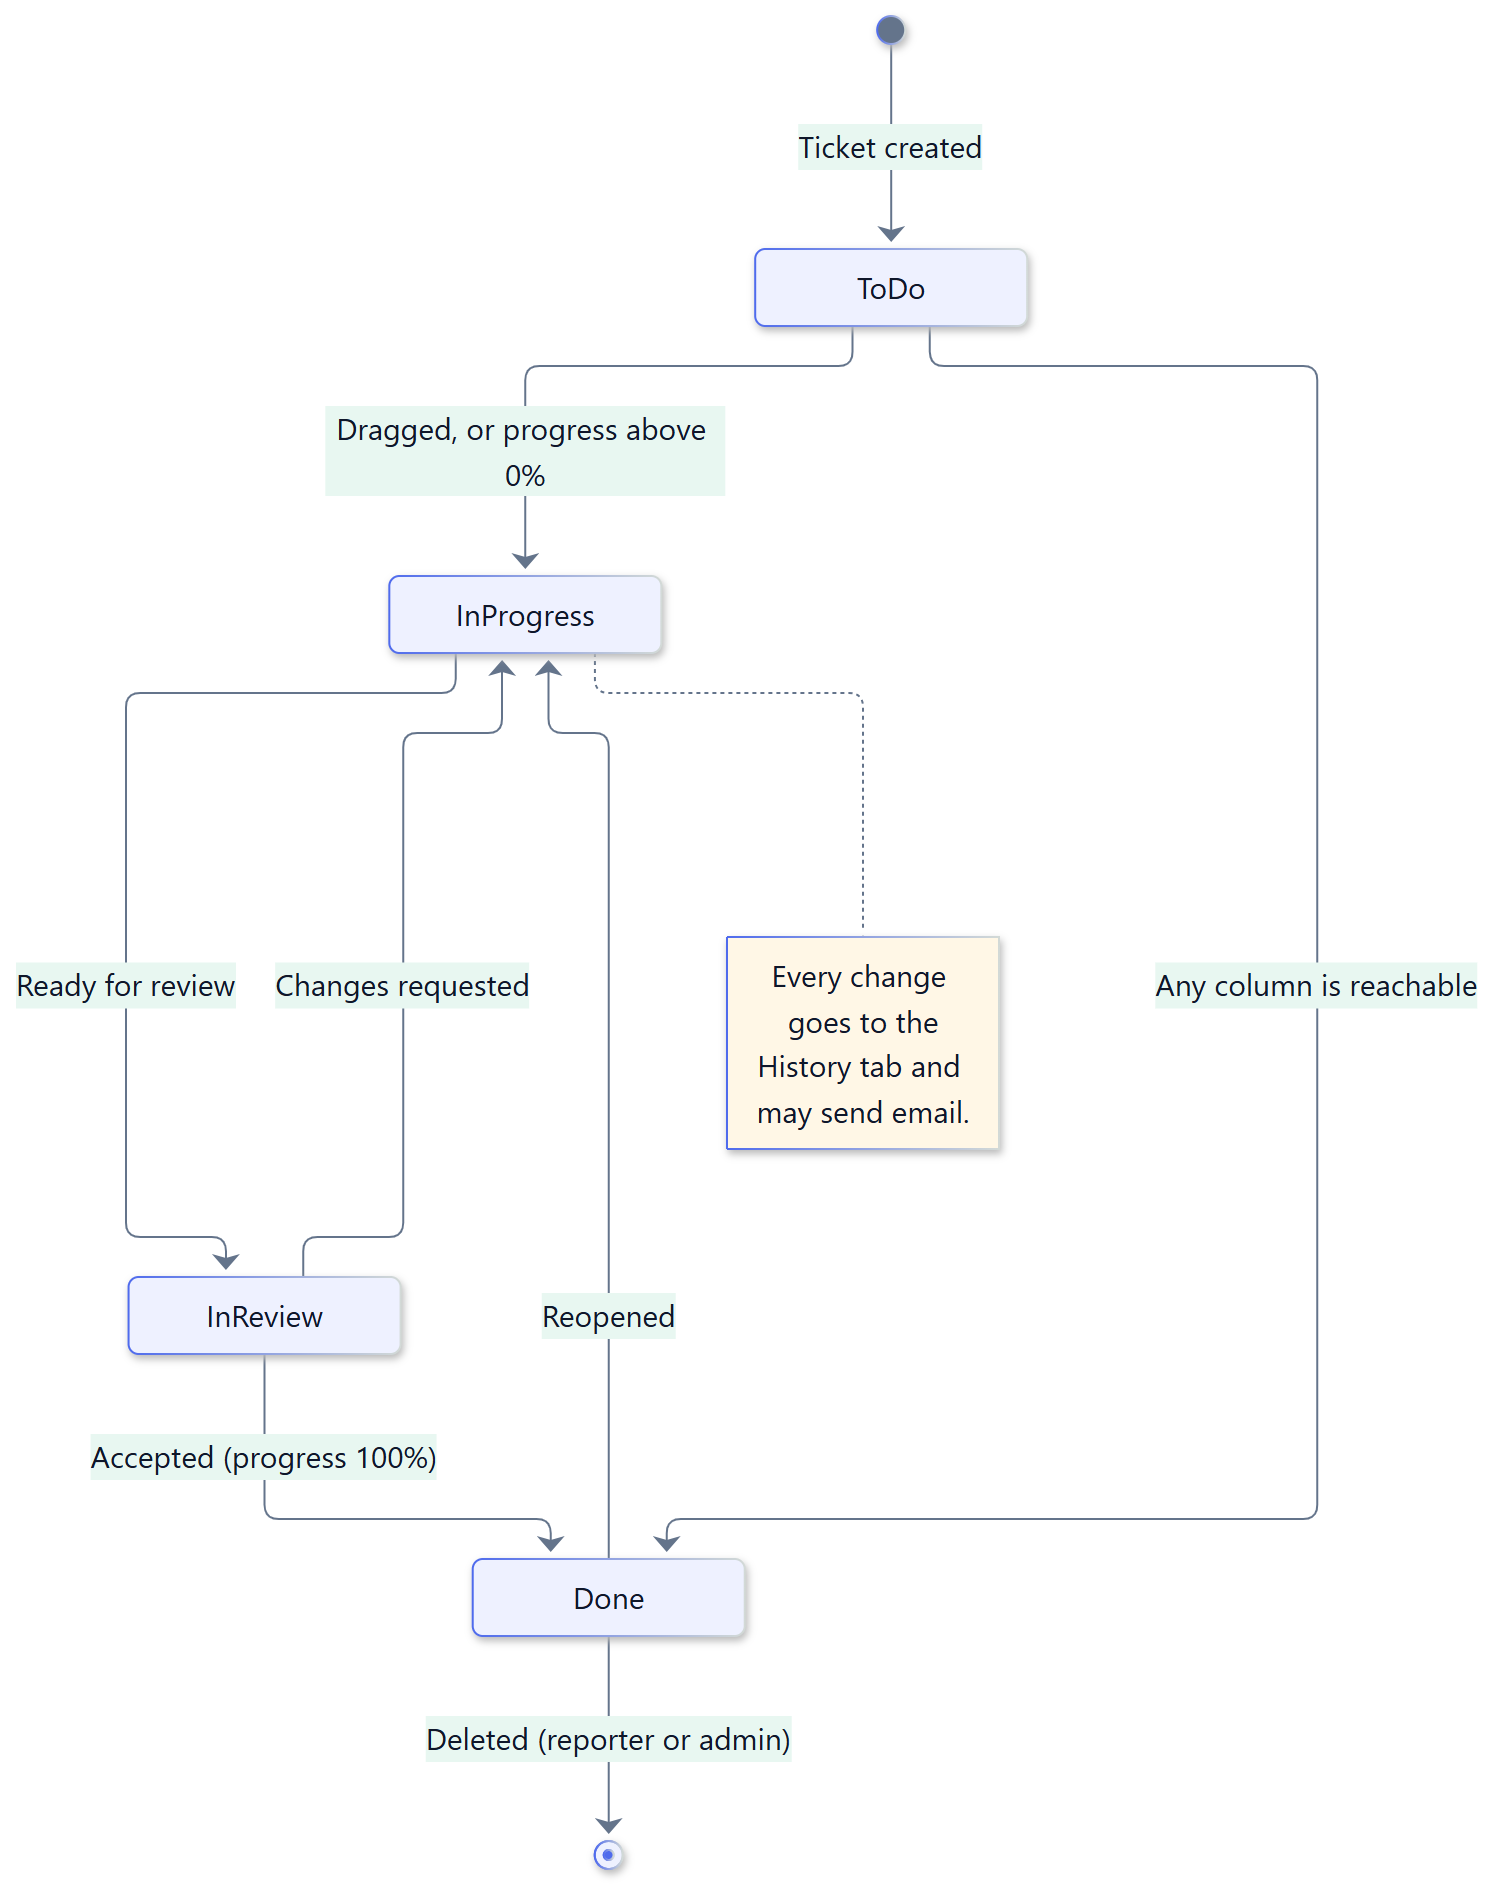 Ticket created
ToDo
Dragged, or progress above
0%
InProgress
Ready for review
Changes requested
Every change
goes to the
History tab and
may send email.
Any column is reachable
InReview
Reopened
Accepted (progress 100%)
Done
Deleted (reporter or admin)